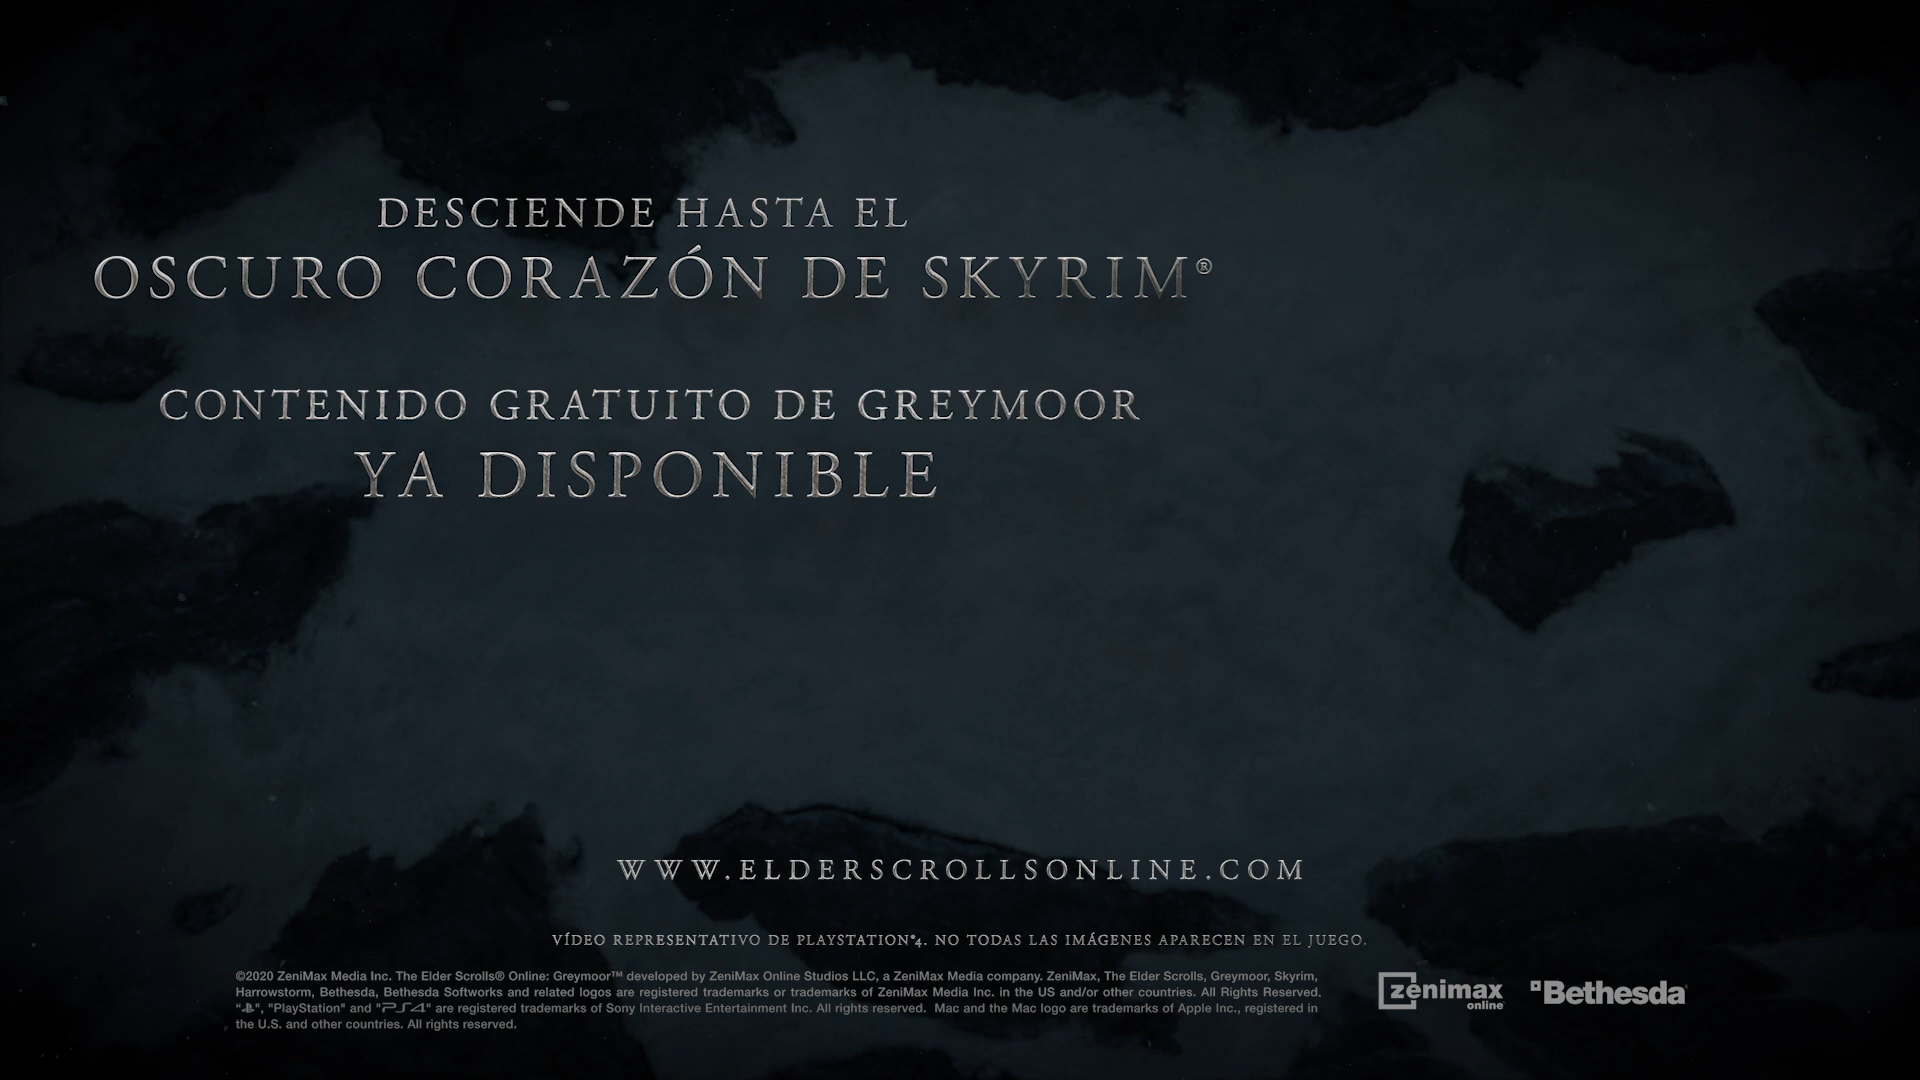 DESCIENDE HASTA EL
OSCURO CORAZÓN DE SKYRIM®
CONTENIDO GRATUITO DE GREYMOOR
YA DISPONIBLE
WWW.ELDERSCROLLSONLINE.COM
VÍDEO REPRESENTATIVO DE PLAYSTATION®4. NO TODAS LAS IMÁGENES APARECEN EN EL JUEGO.
©2020 ZeniMax Media Inc. The Elder Scrolls® Online: Greymoor™ developed by ZeniMax Online Studios LLC, a ZeniMax Media company. ZeniMax, The Elder Scrolls, Greymoor, Skyrim,
Harrowstorm, Bethesda, Bethesda Softworks and related logos are registered trademarks or trademarks of ZeniMax Media Inc. in the US and/or other countries. All Rights Reserved.
"", "PlayStation" and "PS4" are registered trademarks of Sony Interactive Entertainment Inc. All rights reserved. Mac and the Mac logo are trademarks of Apple Inc., registered in
the U.S. and other countries. All rights reserved.
zenimax
online
Bethesda